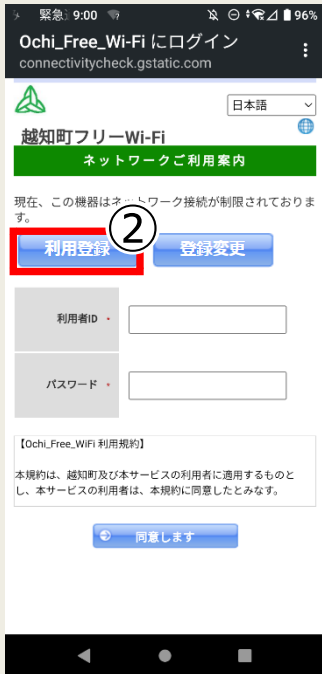 緊急 9:00 96%
Ochi_Free_Wi-Fi にログイン
connectivitycheck.gstatic.com
日本語
越知町フリーWi-Fi
ネットワークご利用案内
現在、この機器はネットワーク接続が制限されておりま
す。
②
利用登録 登録変更
利用者ID
パスワード
【Ochi_Free_WiFi 利用規約】
本規約は、越知町及び本サービスの利用者に適用するものと
し、本サービスの利用者は、本規約に同意したとみなす。
同意します